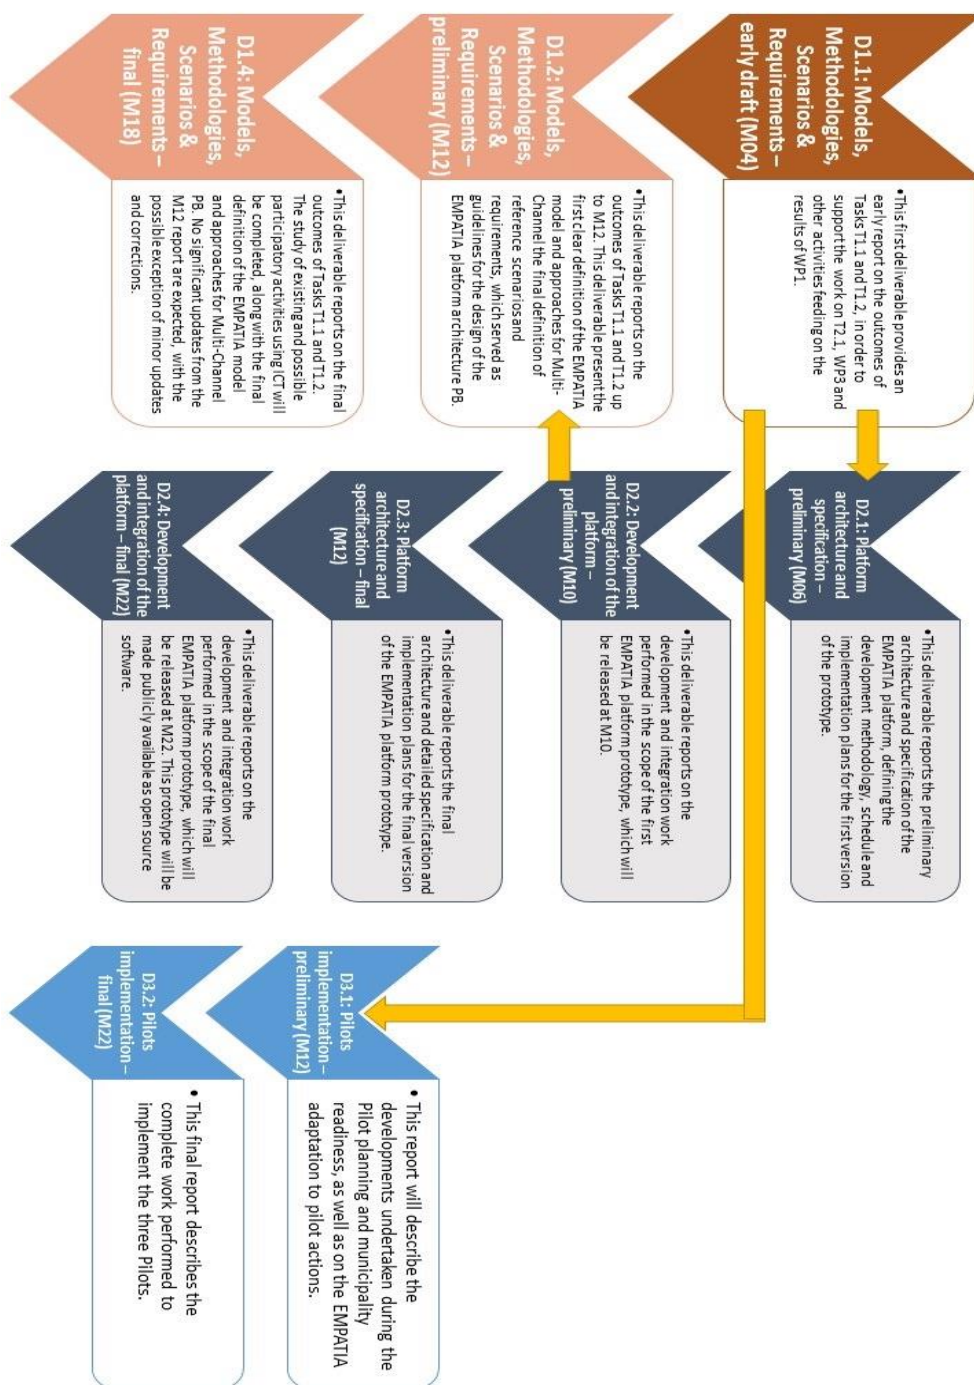 D1.1: Models,
Methodologies,
Scenarios &
Requirements –
early draft (M04)
• This first deliverable provides an
early report on the outcomes of
Tasks T1.1 and T1.2, in order to
support the work on T2.1, WP3 and
other activities feeding on the
results of WP1.
D1.2: Models,
Methodologies,
Scenarios &
Requirements –
preliminary (M12)
• This deliverable reports on the
outcomes of Tasks T1.1 and T1.2 up
to M12. This deliverable present the
first clear definition of the EMPATIA
model and approaches for Multi-
Channel the final definition of
reference scenarios and
requirements, which served as
guidelines for the design of the
EMPATIA platform architecture PB.
D1.4: Models,
Methodologies,
Scenarios &
Requirements –
final (M18)
• This deliverable reports on the final
outcomes of Tasks T1.1 and T1.2.
The study of existing and possible
participatory activities using ICT will
be completed, along with the final
definition of the EMPATIA model
and approaches for Multi-Channel
PB. No significant updates from the
M12 report are expected, with the
possible exception of minor updates
and corrections.
D2.1: Platform
architecture and
specification –
preliminary (M06)
• This deliverable reports the preliminary
architecture and specification of the
EMPATIA platform, defining the
development methodology, schedule and
implementation plans for the first version
of the prototype.
D2.2: Development
and integration of the
platform –
preliminary (M10)
• This deliverable reports on the
development and integration work
performed in the scope of the first
EMPATIA platform prototype, which will
be released at M10.
D2.3: Platform
architecture and
specification – final
(M12)
• This deliverable reports the final
architecture and detailed specification and
implementation plans for the final version
of the EMPATIA platform prototype.
D2.4: Development
and integration of the
platform – final (M22)
• This deliverable reports on the
development and integration work
performed in the scope of the final
EMPATIA platform prototype, which will
be released at M22. This prototype will be
made publicly available as open source
software.
D3.1: Pilots
implementation –
preliminary (M12)
• This report will describe the
developments undertaken during the
Pilot planning and municipality
readiness, as well as on the EMPATIA
adaptation to pilot actions.
D3.2: Pilots
implementation –
final (M22)
• This final report describes the
complete work performed to
implement the three Pilots.